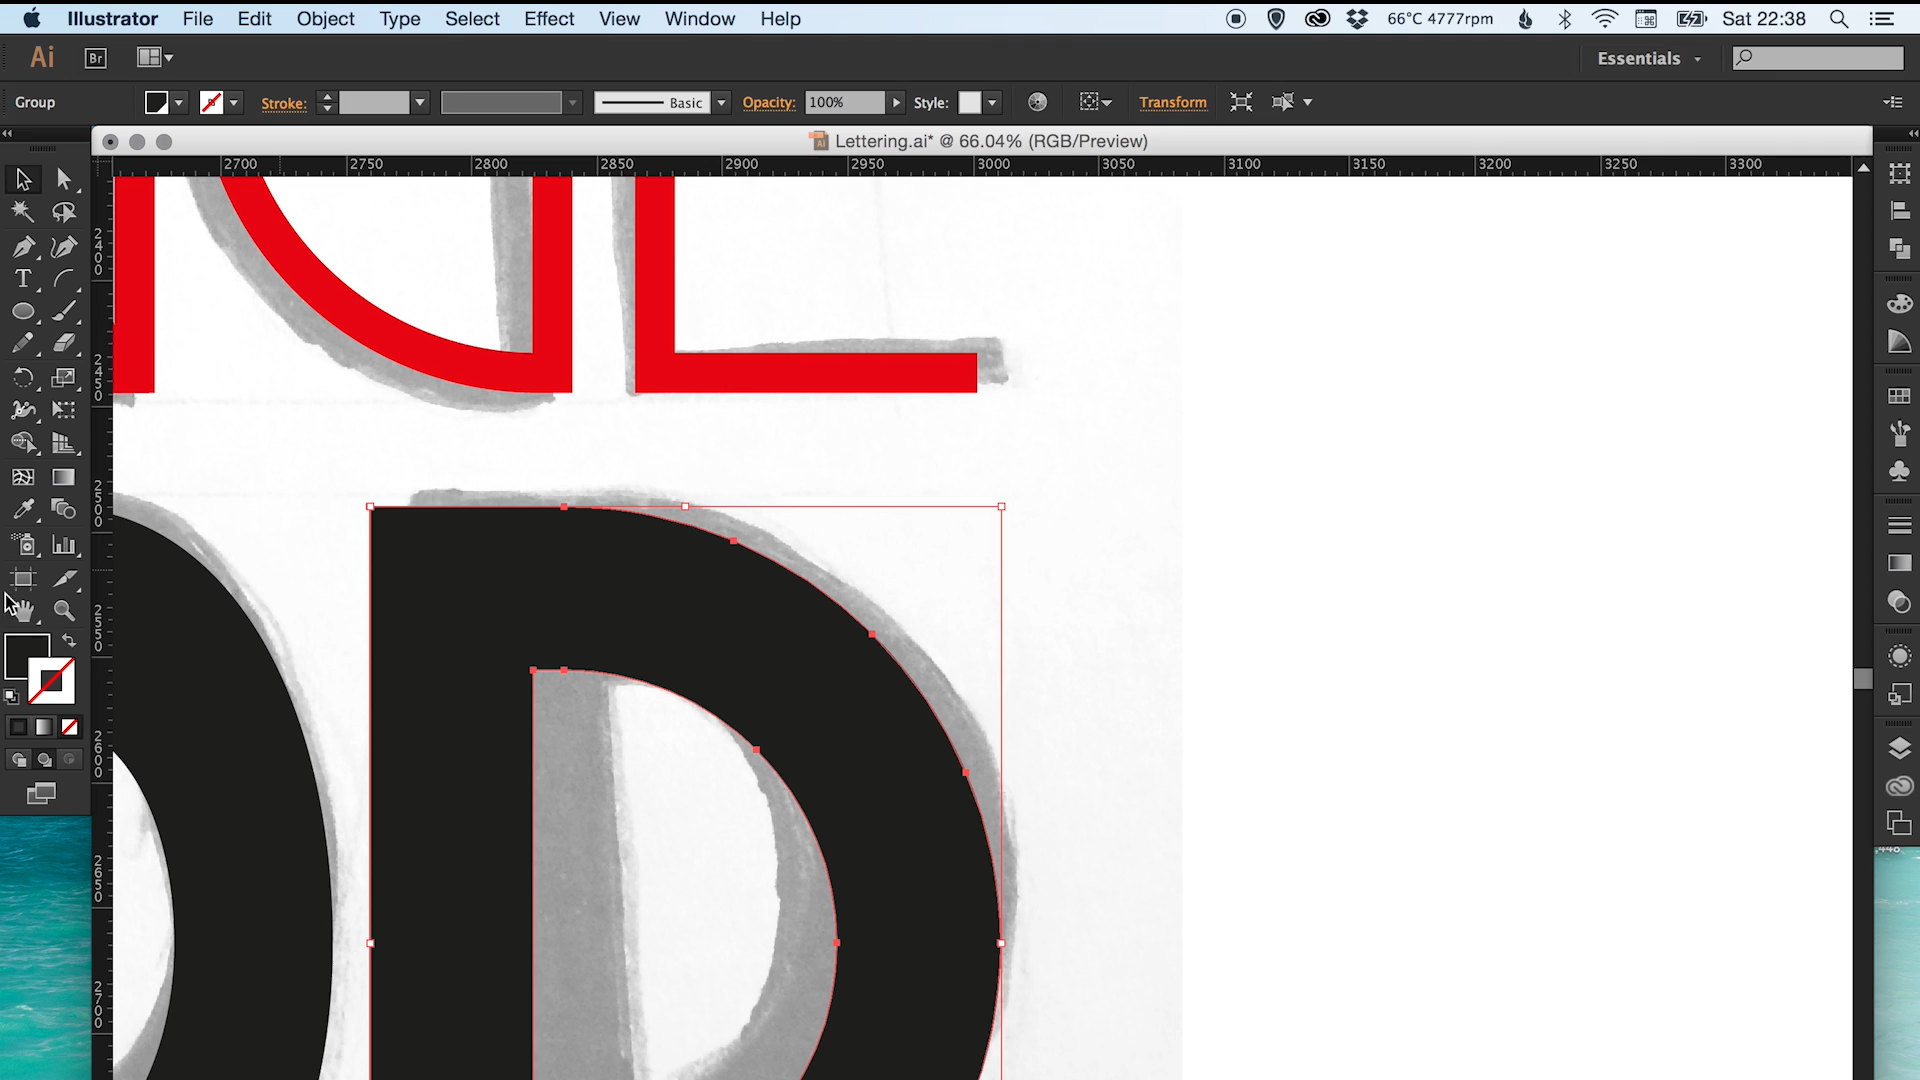 Illustrator File Edit Object Type Select Effect View Window Help 66°C 4777rpm Sat 22:38
Ai Br Essentials
Group Stroke: Basic Opacity: 100% Style: Transform
Lettering.ai* @ 66.04% (RGB/Preview)
2700 2750 2800 2850 2900 2950 3000 3050 3100 3150 3200 3250 3300
2400
2450
2500
2550
2600
2650
2700
T
D